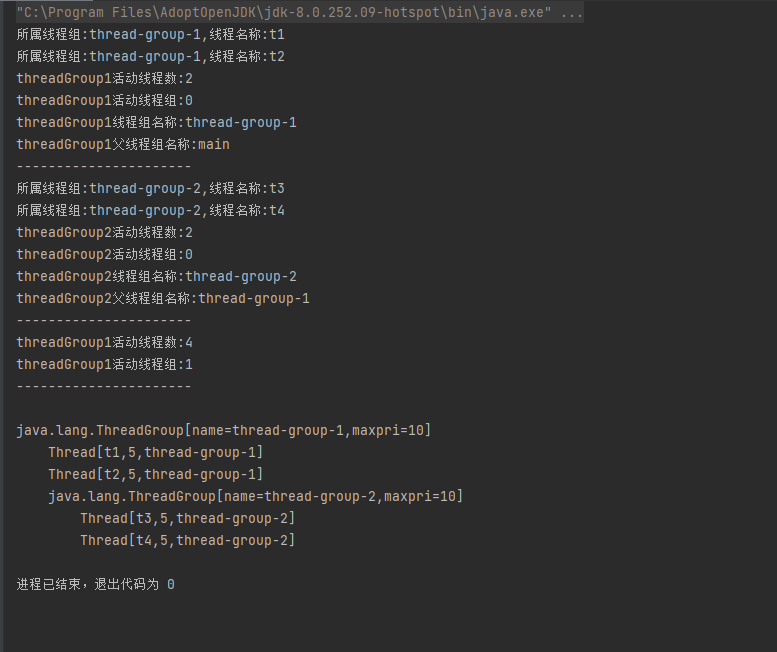 "C:\Program Files\AdoptOpenJDK\jdk-8.0.252.09-hotspot\bin\java.exe" ...
所属线程组:thread-group-1,线程名称:t1
所属线程组:thread-group-1,线程名称:t2
threadGroup1活动线程数:2
threadGroup1活动线程组:0
threadGroup1线程组名称:thread-group-1
threadGroup1父线程组名称:main
----------------------
所属线程组:thread-group-2,线程名称:t3
所属线程组:thread-group-2,线程名称:t4
threadGroup2活动线程数:2
threadGroup2活动线程组:0
threadGroup2线程组名称:thread-group-2
threadGroup2父线程组名称:thread-group-1
----------------------
threadGroup1活动线程数:4
threadGroup1活动线程组:1
----------------------
java.lang.ThreadGroup[name=thread-group-1,maxpri=10]
    Thread[t1,5,thread-group-1]
    Thread[t2,5,thread-group-1]
    java.lang.ThreadGroup[name=thread-group-2,maxpri=10]
        Thread[t3,5,thread-group-2]
        Thread[t4,5,thread-group-2]
进程已结束，退出代码为 0